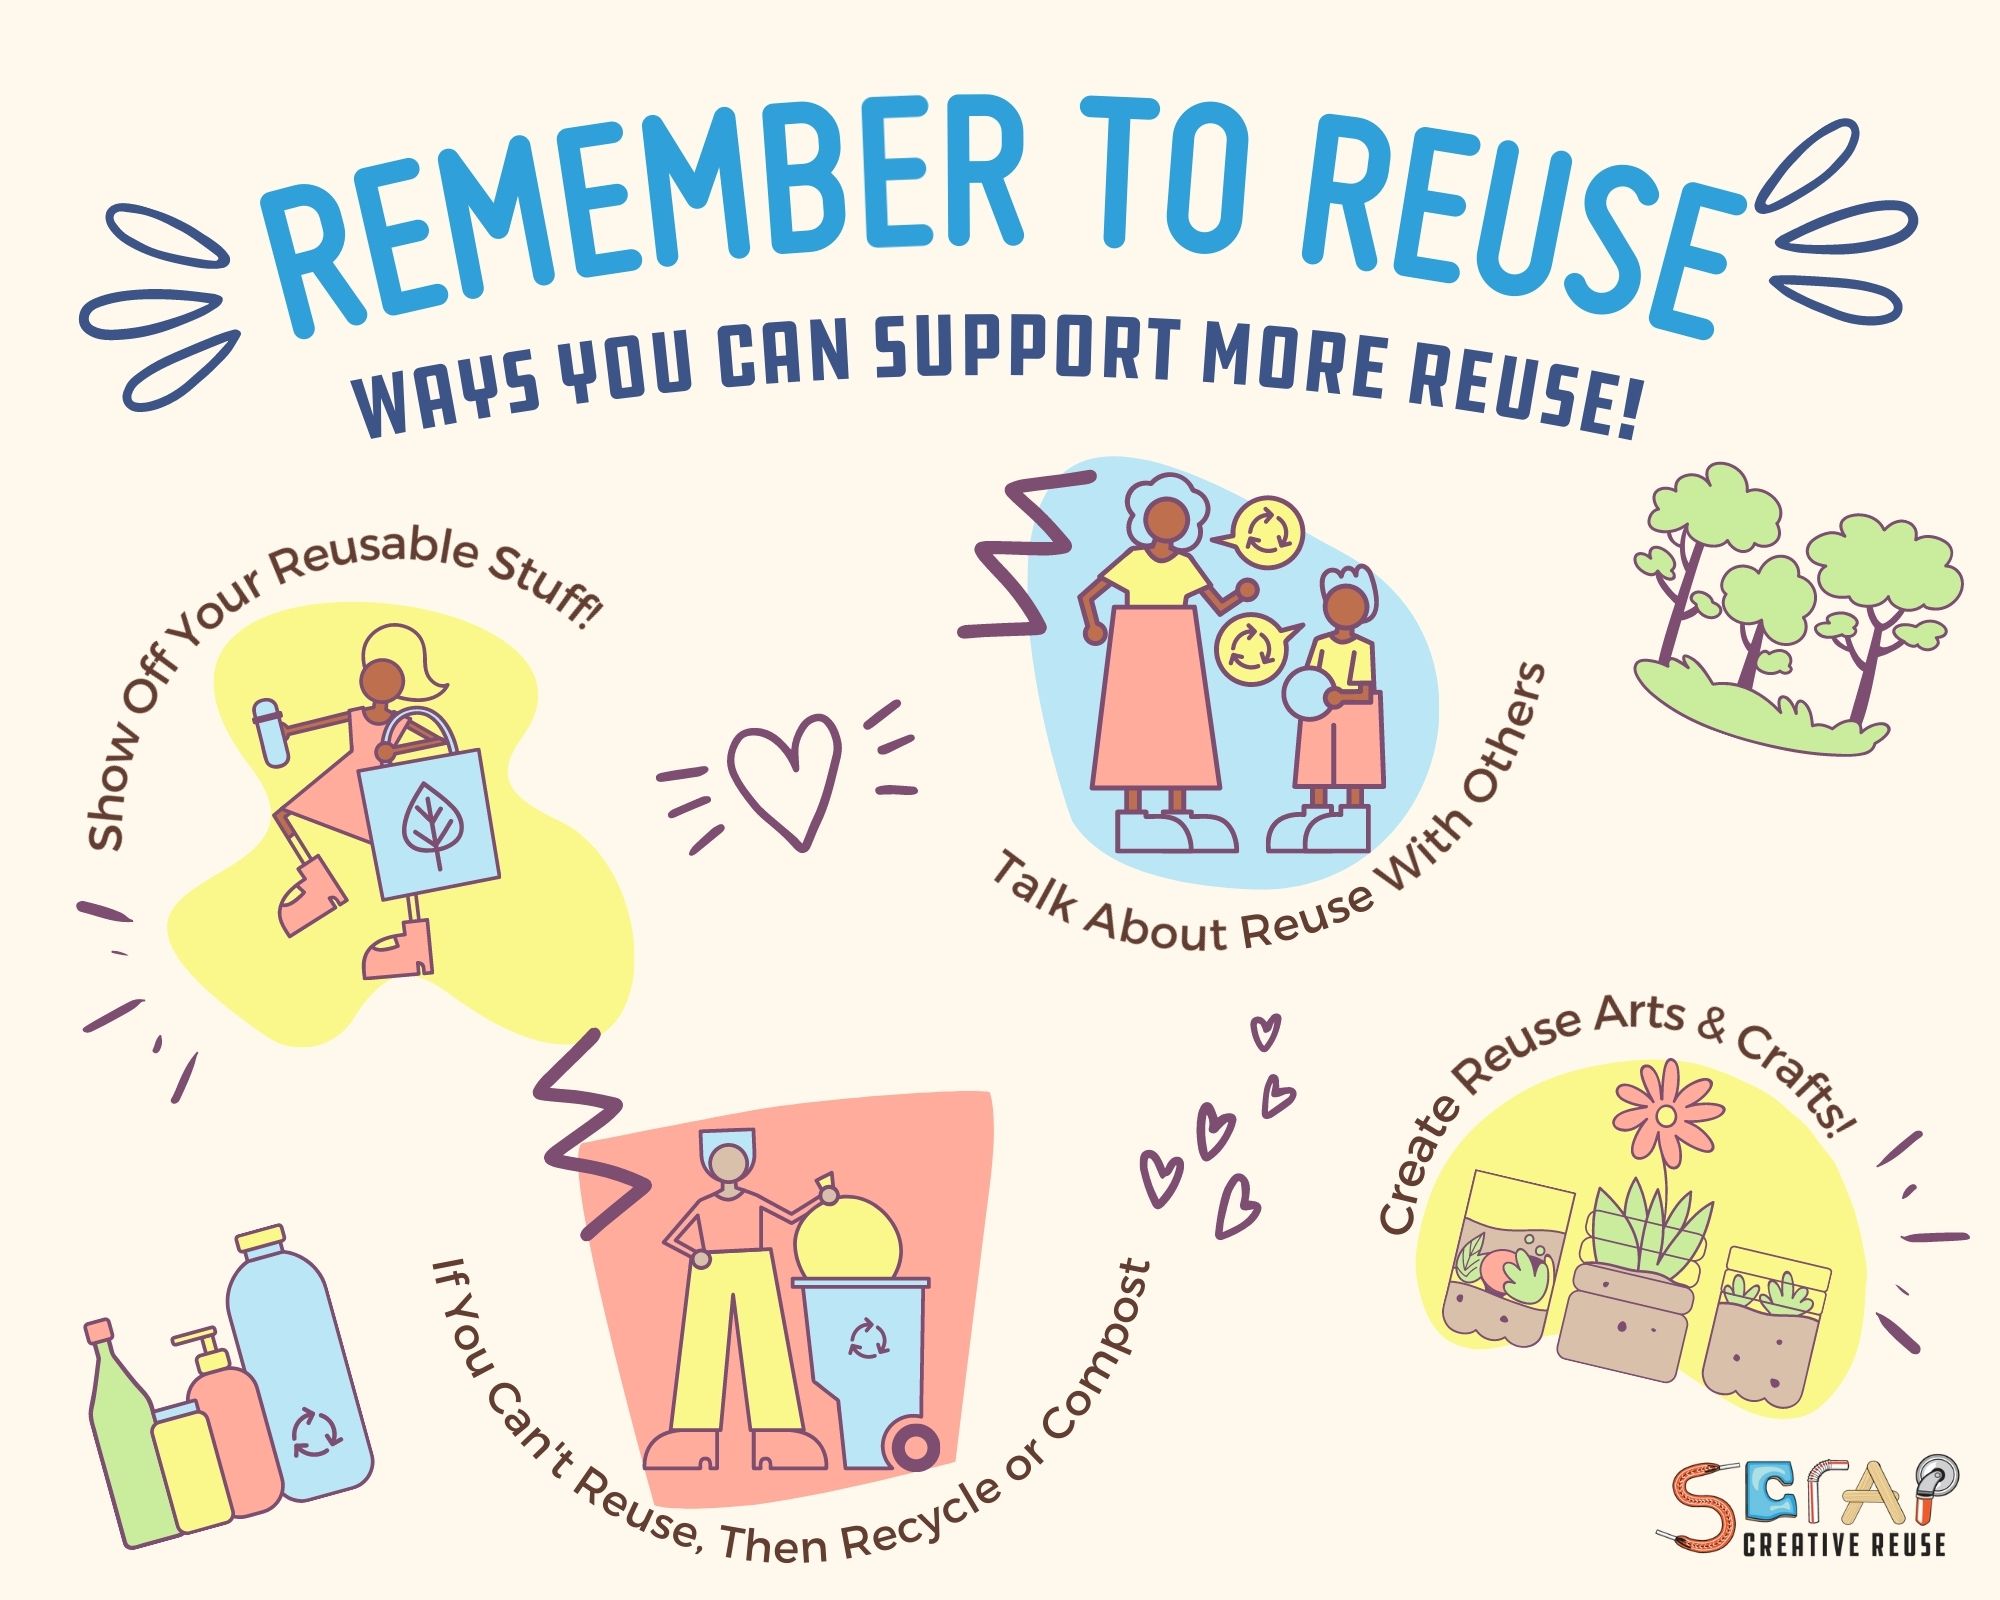 REMEMBER TO REUSE
WAYS YOU CAN SUPPORT MORE REUSE!
Show Off Your Reusable Stuff!
Talk About Reuse With Others
Create Reuse Arts & Crafts!
If You Can't Reuse, Then Recycle or Compost
SCRAP
CREATIVE REUSE